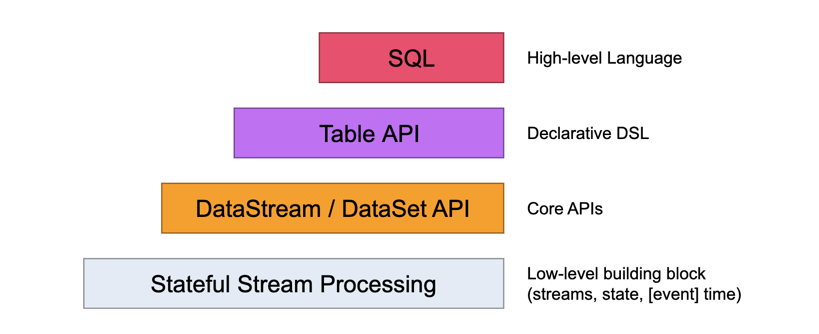 SQL
High-level Language
Table API
Declarative DSL
DataStream / DataSet API
Core APIs
Stateful Stream Processing
Low-level building block
(streams, state, [event] time)